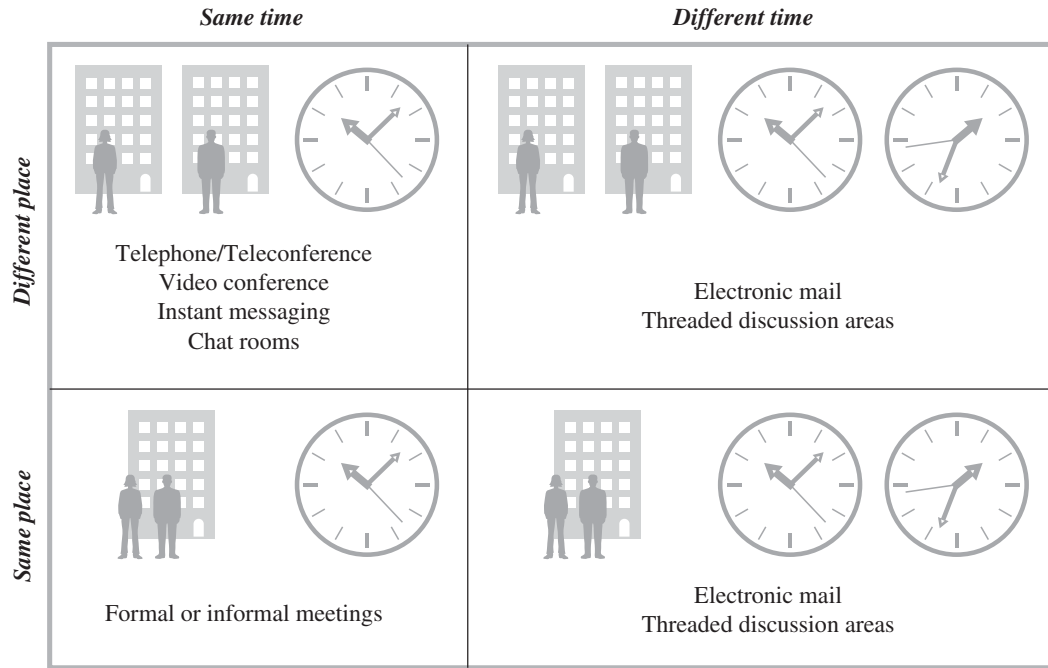 Same time
Different time
Different place
Telephone/Teleconference
Video conference
Instant messaging
Chat rooms
Electronic mail
Threaded discussion areas
Same place
Formal or informal meetings
Electronic mail
Threaded discussion areas